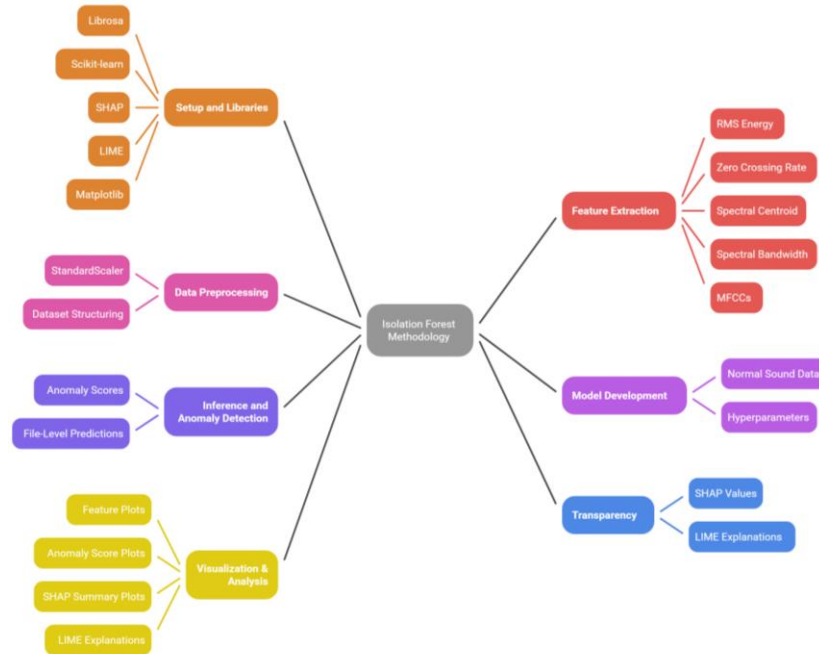 Librosa
Scikit-learn
SHAP
LIME
Matplotlib
Setup and Libraries
StandardScaler
Dataset Structuring
Data Preprocessing
Anomaly Scores
File-Level Predictions
Inference and
Anomaly Detection
Feature Plots
Anomaly Score Plots
SHAP Summary Plots
LIME Explanations
Visualization &
Analysis
Isolation Forest
Methodology
Feature Extraction
RMS Energy
Zero Crossing Rate
Spectral Centroid
Spectral Bandwidth
MFCCs
Model Development
Normal Sound Data
Hyperparameters
Transparency
SHAP Values
LIME Explanations